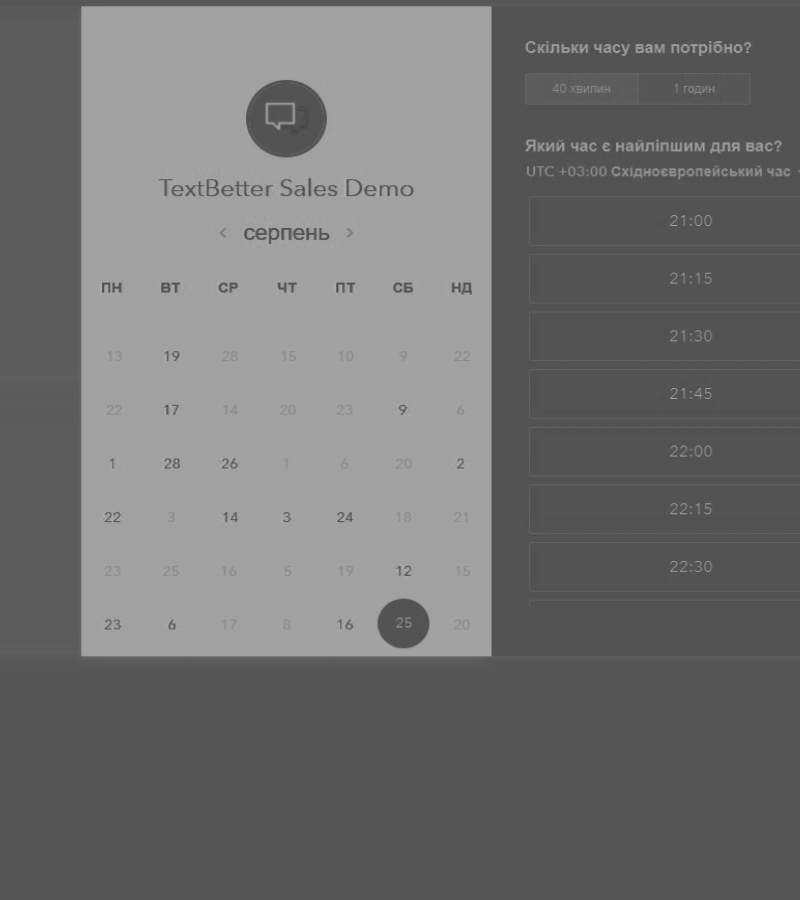 TextBetter Sales Demo
серпень
ПН ВТ СР ЧТ ПТ СБ НД
13 19 28 15 10 9 22
22 17 14 20 23 9 6
1 28 26 1 6 20 2
22 3 14 3 24 18 21
23 25 16 5 19 12 15
23 6 17 8 16 25 20
Скільки часу вам потрібно?
40 хвилин 1 годин
Який час є найліпшим для вас?
UTC +03:00 Східноєвропейський час
21:00
21:15
21:30
21:45
22:00
22:15
22:30